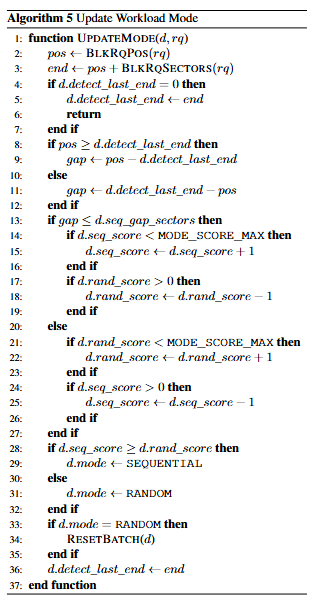 Algorithm 5 Update Workload Mode
1: function UPDATEMODE(d, rq)
2: pos ← BLKRQPOS(rq)
3: end ← pos + BLKRQSECTORS(rq)
4: if d.detect_last_end = 0 then
5: d.detect_last_end ← end
6: return
7: end if
8: if pos ≥ d.detect_last_end then
9: gap ← pos − d.detect_last_end
10: else
11: gap ← d.detect_last_end − pos
12: end if
13: if gap ≤ d.seq_gap_sectors then
14: if d.seq_score < MODE_SCORE_MAX then
15: d.seq_score ← d.seq_score + 1
16: end if
17: if d.rand_score > 0 then
18: d.rand_score ← d.rand_score − 1
19: end if
20: else
21: if d.rand_score < MODE_SCORE_MAX then
22: d.rand_score ← d.rand_score + 1
23: end if
24: if d.seq_score > 0 then
25: d.seq_score ← d.seq_score − 1
26: end if
27: end if
28: if d.seq_score ≥ d.rand_score then
29: d.mode ← SEQUENTIAL
30: else
31: d.mode ← RANDOM
32: end if
33: if d.mode = RANDOM then
34: RESETBATCH(d)
35: end if
36: d.detect_last_end ← end
37: end function